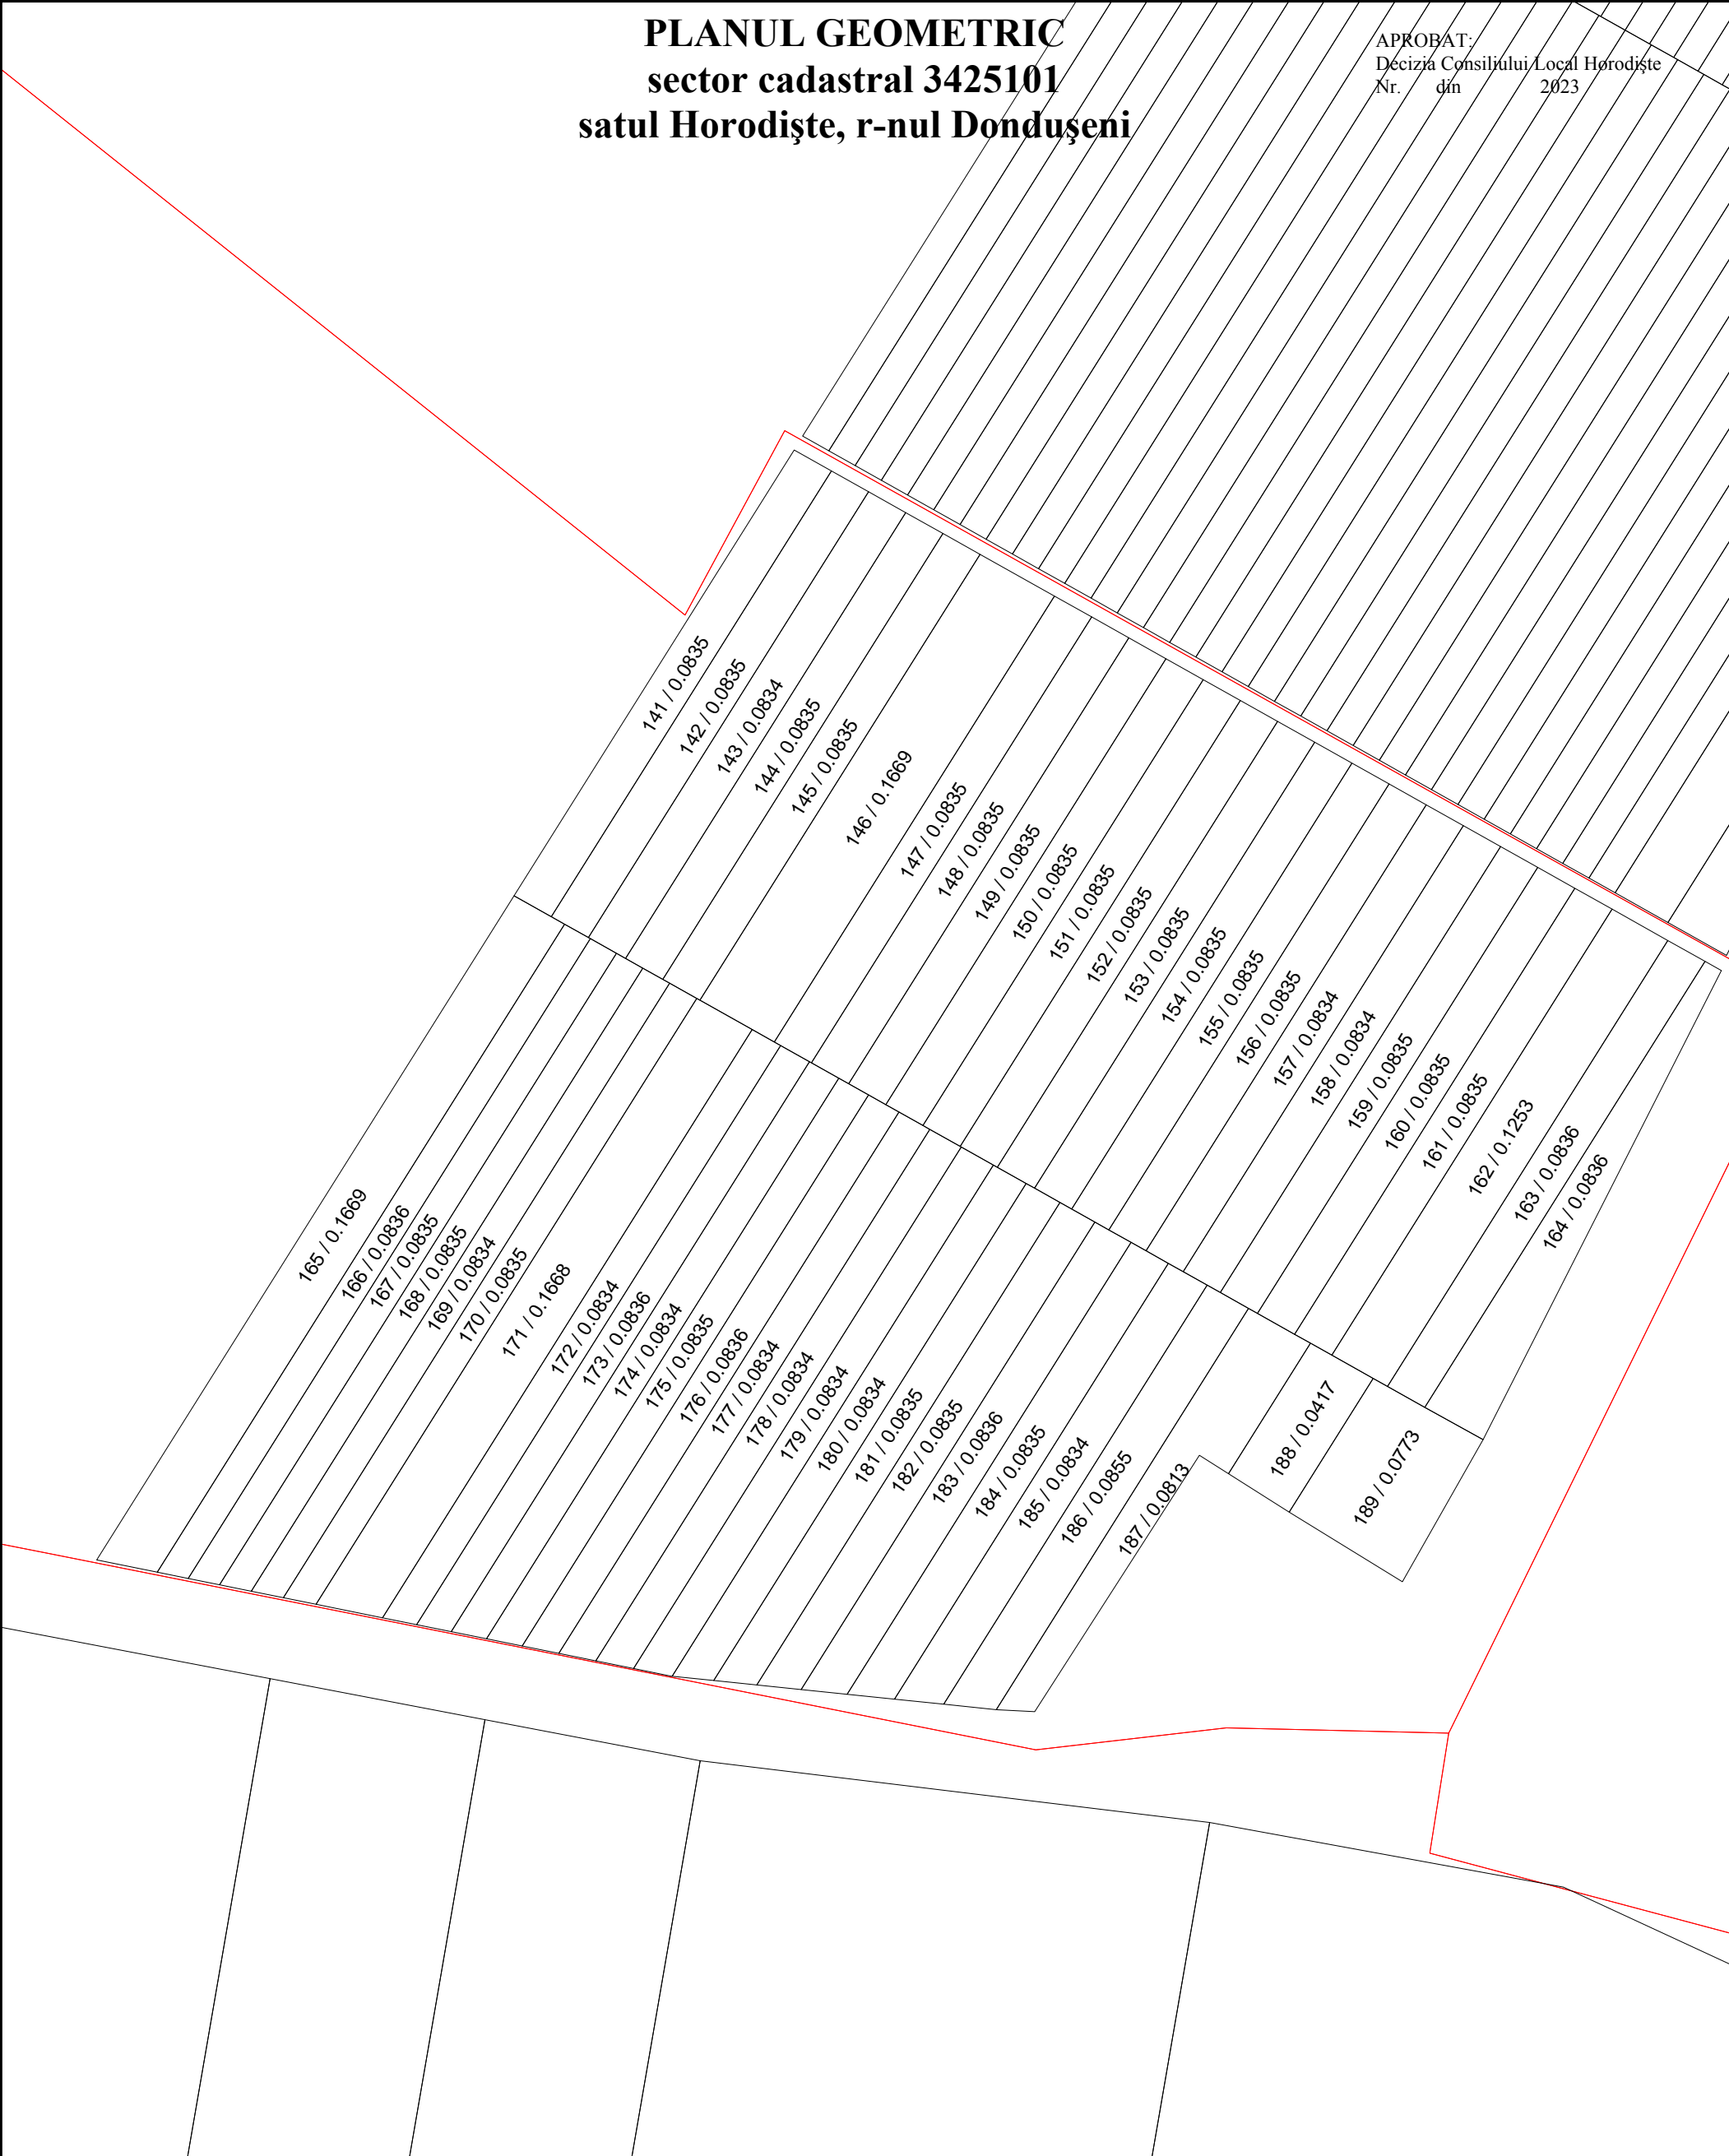 PLANUL GEOMETRIC
sector cadastral 3425101
satul Horodişte, r-nul Donduşeni
APROBAT:
Decizia Consiliului Local Horodişte
Nr. din 2023
141 / 0.0835
142 / 0.0835
143 / 0.0834
144 / 0.0835
145 / 0.0835
146 / 0.1669
147 / 0.0835
148 / 0.0835
149 / 0.0835
150 / 0.0835
151 / 0.0835
152 / 0.0835
153 / 0.0835
154 / 0.0835
155 / 0.0835
156 / 0.0835
157 / 0.0834
158 / 0.0834
159 / 0.0835
160 / 0.0835
161 / 0.0835
162 / 0.1253
163 / 0.0836
164 / 0.0836
165 / 0.1669
166 / 0.0836
167 / 0.0835
168 / 0.0835
169 / 0.0834
170 / 0.0835
171 / 0.1668
172 / 0.0834
173 / 0.0836
174 / 0.0834
175 / 0.0835
176 / 0.0836
177 / 0.0834
178 / 0.0834
179 / 0.0834
180 / 0.0834
181 / 0.0835
182 / 0.0835
183 / 0.0836
184 / 0.0835
185 / 0.0834
186 / 0.0855
187 / 0.0813
188 / 0.0417
189 / 0.0773